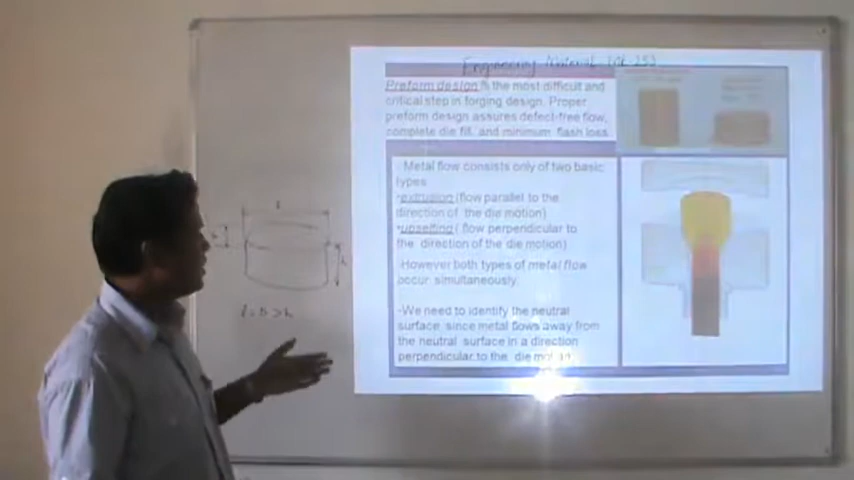 Engineering Material
Preform design is the most difficult and
critical step in forging design. Proper
preform design assures defect-free flow,
complete die fill, and minimum flash loss.
· Metal flow consists only of two basic
types
•extrusion (flow parallel to the
direction of the die motion)
•upsetting ( flow perpendicular to
the direction of the die motion)
·However both types of metal flow
occur simultaneously.
·We need to identify the neutral
surface since metal flows away from
the neutral surface in a direction
perpendicular to the die motion
h